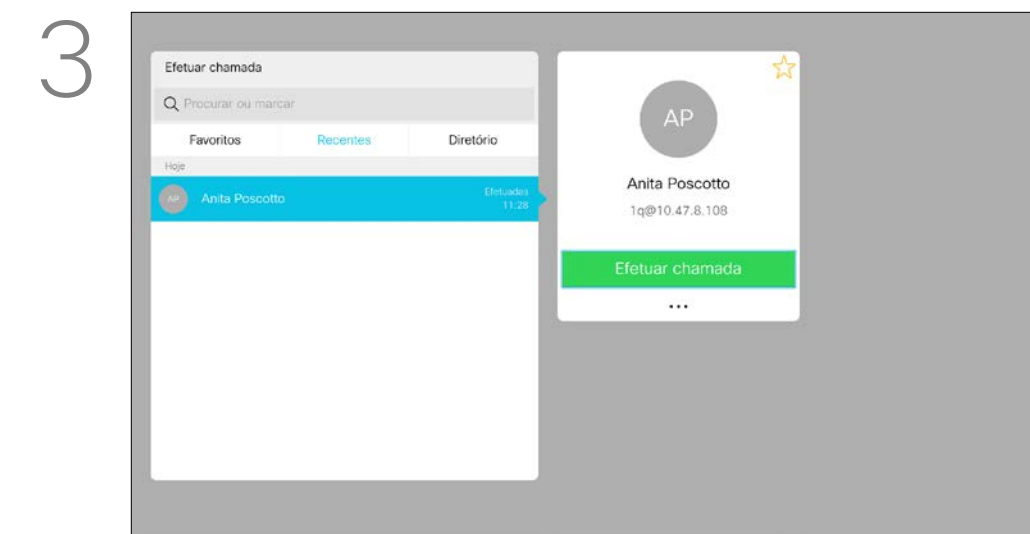 3
Efetuar chamada
Procurar ou marcar
Favoritos Recentes Diretório
Hoje
AP Anita Poscotto Efetuadas
11:28
AP
Anita Poscotto
1q@10.47.8.108
Efetuar chamada
...